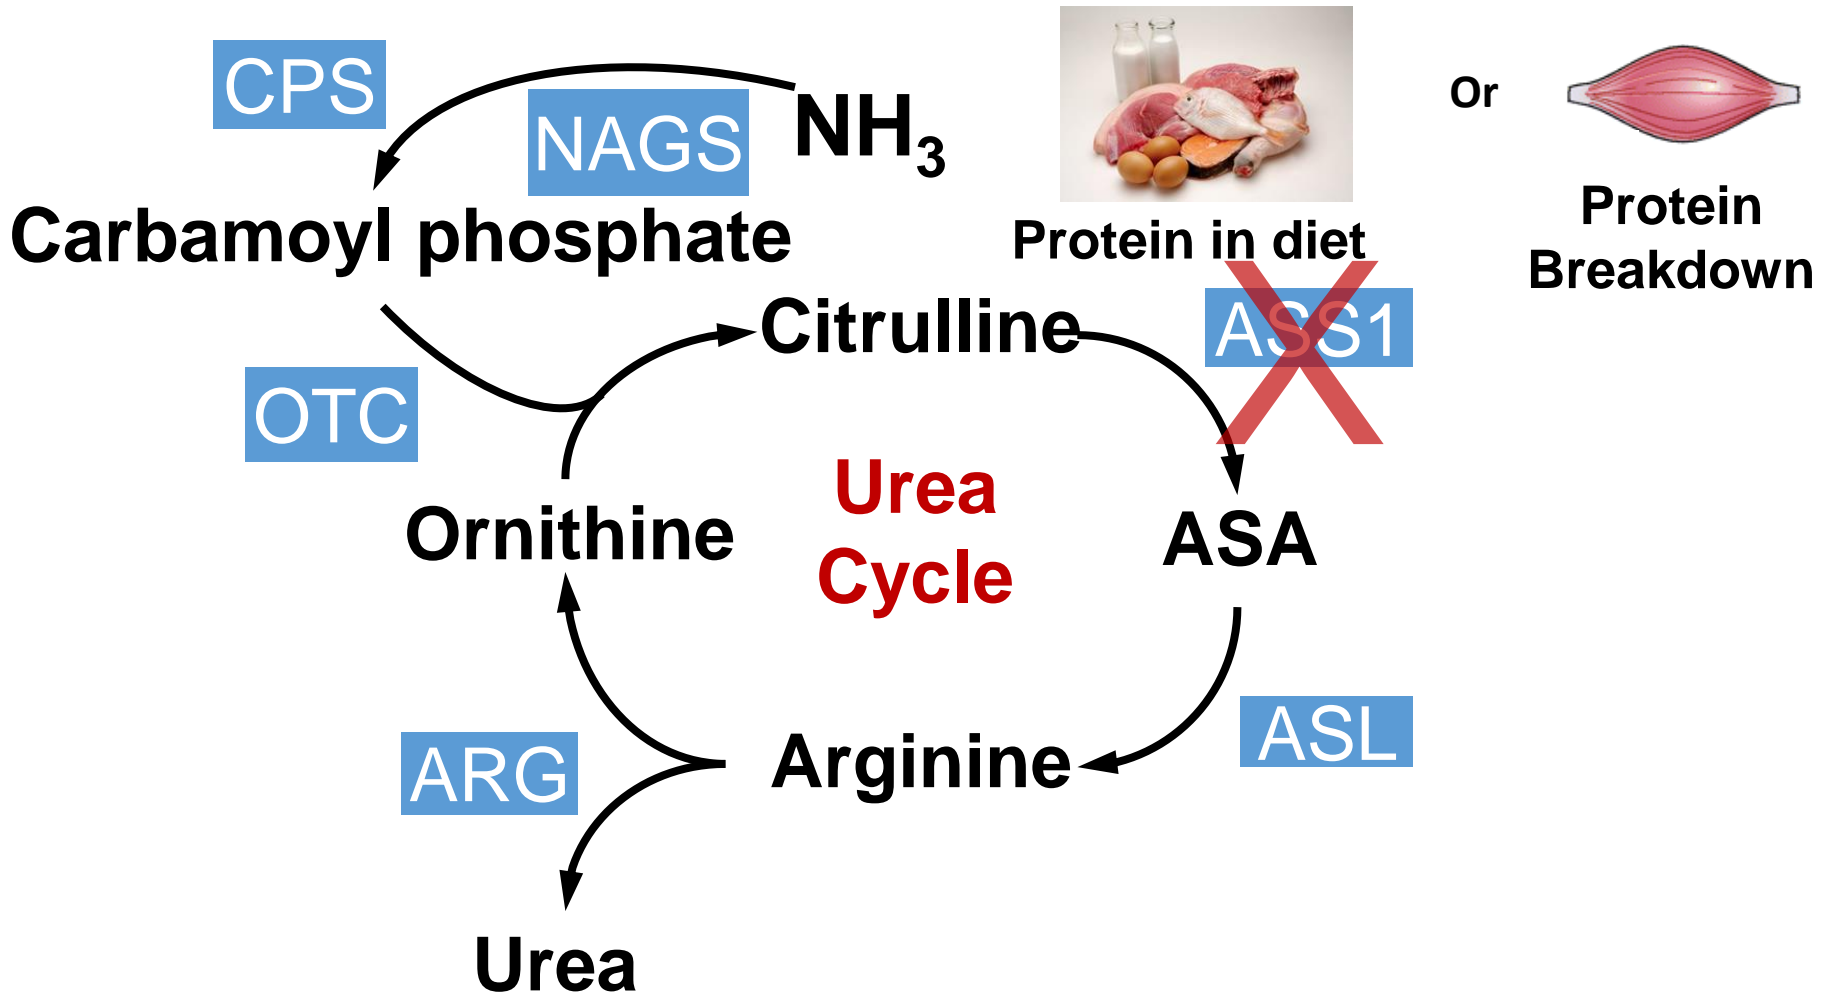 CPS
NAGS
NH₃
Or
Carbamoyl phosphate
Protein in diet
Protein
Breakdown
Citrulline
ASS1
OTC
Urea
Cycle
Ornithine
ASA
ARG
Arginine
ASL
Urea